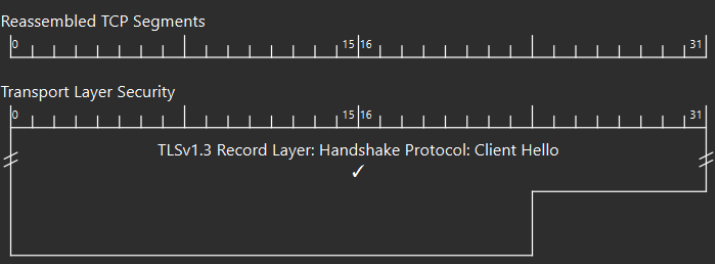 Reassembled TCP Segments
0 15 16 31
Transport Layer Security
0 15 16 31
TLSv1.3 Record Layer: Handshake Protocol: Client Hello
✓